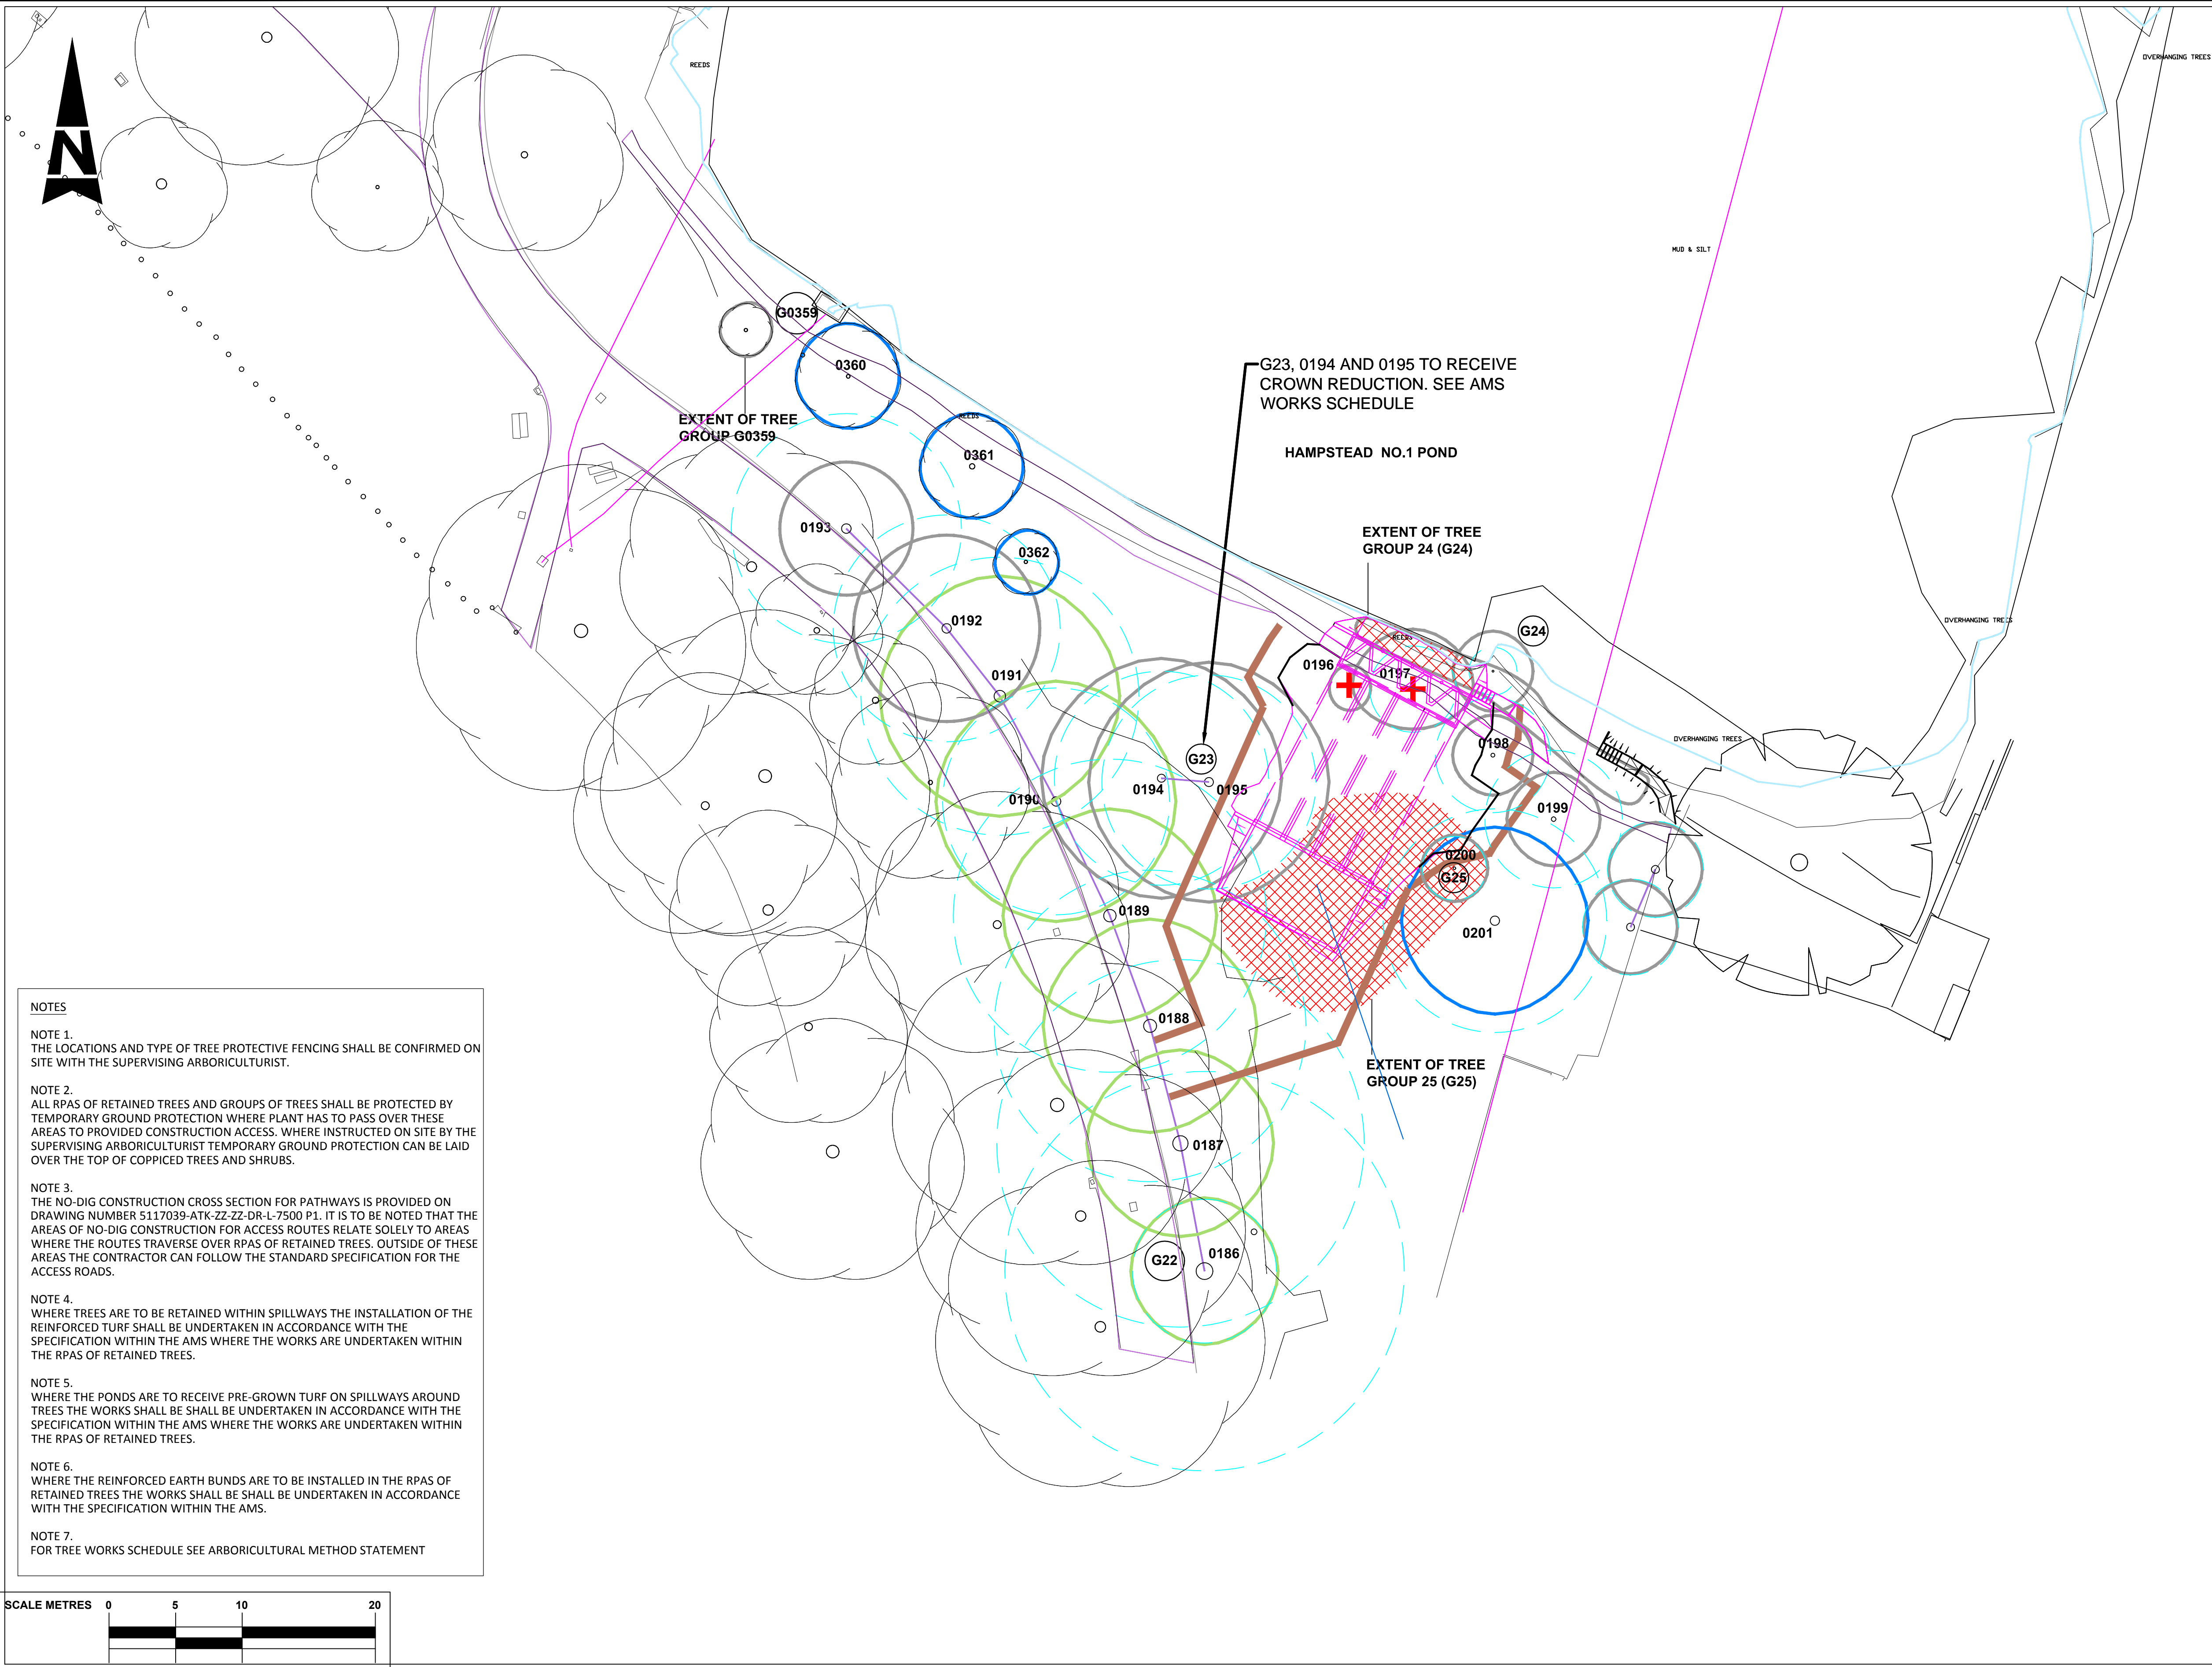 N
REEDS
OVERHANGING TREES
MUD & SILT
G0359
0360
G23, 0194 AND 0195 TO RECEIVE
CROWN REDUCTION. SEE AMS
WORKS SCHEDULE
EXTENT OF TREE
GROUP G0359
REEDS
0361
HAMPSTEAD NO.1 POND
0193
EXTENT OF TREE
GROUP 24 (G24)
0362
0192
G24
OVERHANGING TREES
REEDS
0196
0197
0191
OVERHANGING TREES
0198
G23
0194
0195
0190
0199
0200
G25
0189
0201
0188
EXTENT OF TREE
GROUP 25 (G25)
0187
G22
0186
NOTES
NOTE 1.
THE LOCATIONS AND TYPE OF TREE PROTECTIVE FENCING SHALL BE CONFIRMED ON
SITE WITH THE SUPERVISING ARBORICULTURIST.
NOTE 2.
ALL RPAS OF RETAINED TREES AND GROUPS OF TREES SHALL BE PROTECTED BY
TEMPORARY GROUND PROTECTION WHERE PLANT HAS TO PASS OVER THESE
AREAS TO PROVIDED CONSTRUCTION ACCESS. WHERE INSTRUCTED ON SITE BY THE
SUPERVISING ARBORICULTURIST TEMPORARY GROUND PROTECTION CAN BE LAID
OVER THE TOP OF COPPICED TREES AND SHRUBS.
NOTE 3.
THE NO-DIG CONSTRUCTION CROSS SECTION FOR PATHWAYS IS PROVIDED ON
DRAWING NUMBER 5117039-ATK-ZZ-ZZ-DR-L-7500 P1. IT IS TO BE NOTED THAT THE
AREAS OF NO-DIG CONSTRUCTION FOR ACCESS ROUTES RELATE SOLELY TO AREAS
WHERE THE ROUTES TRAVERSE OVER RPAS OF RETAINED TREES. OUTSIDE OF THESE
AREAS THE CONTRACTOR CAN FOLLOW THE STANDARD SPECIFICATION FOR THE
ACCESS ROADS.
NOTE 4.
WHERE TREES ARE TO BE RETAINED WITHIN SPILLWAYS THE INSTALLATION OF THE
REINFORCED TURF SHALL BE UNDERTAKEN IN ACCORDANCE WITH THE
SPECIFICATION WITHIN THE AMS WHERE THE WORKS ARE UNDERTAKEN WITHIN
THE RPAS OF RETAINED TREES.
NOTE 5.
WHERE THE PONDS ARE TO RECEIVE PRE-GROWN TURF ON SPILLWAYS AROUND
TREES THE WORKS SHALL BE SHALL BE UNDERTAKEN IN ACCORDANCE WITH THE
SPECIFICATION WITHIN THE AMS WHERE THE WORKS ARE UNDERTAKEN WITHIN
THE RPAS OF RETAINED TREES.
NOTE 6.
WHERE THE REINFORCED EARTH BUNDS ARE TO BE INSTALLED IN THE RPAS OF
RETAINED TREES THE WORKS SHALL BE SHALL BE UNDERTAKEN IN ACCORDANCE
WITH THE SPECIFICATION WITHIN THE AMS.
NOTE 7.
FOR TREE WORKS SCHEDULE SEE ARBORICULTURAL METHOD STATEMENT
SCALE METRES 0 5 10 20